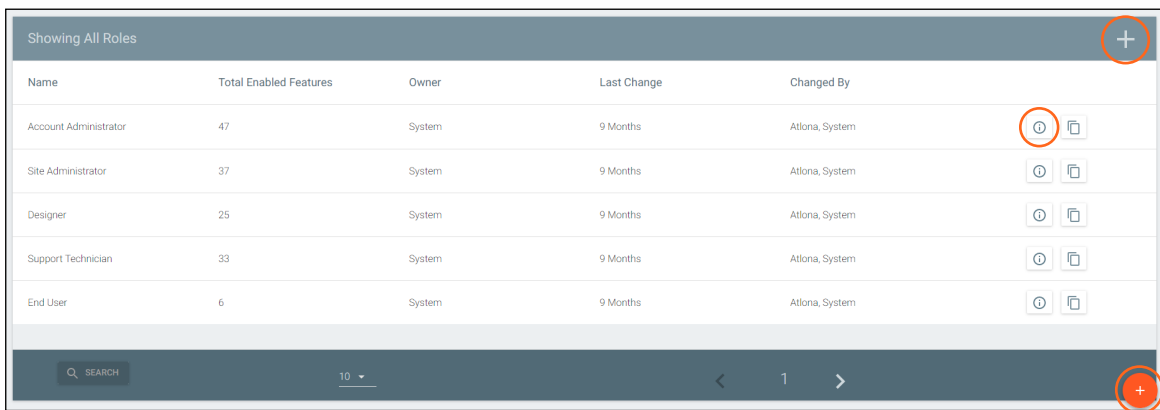 Showing All Roles
Name Total Enabled Features Owner Last Change Changed By
Account Administrator 47 System 9 Months Atlona, System
Site Administrator 37 System 9 Months Atlona, System
Designer 25 System 9 Months Atlona, System
Support Technician 33 System 9 Months Atlona, System
End User 6 System 9 Months Atlona, System
SEARCH 10 1